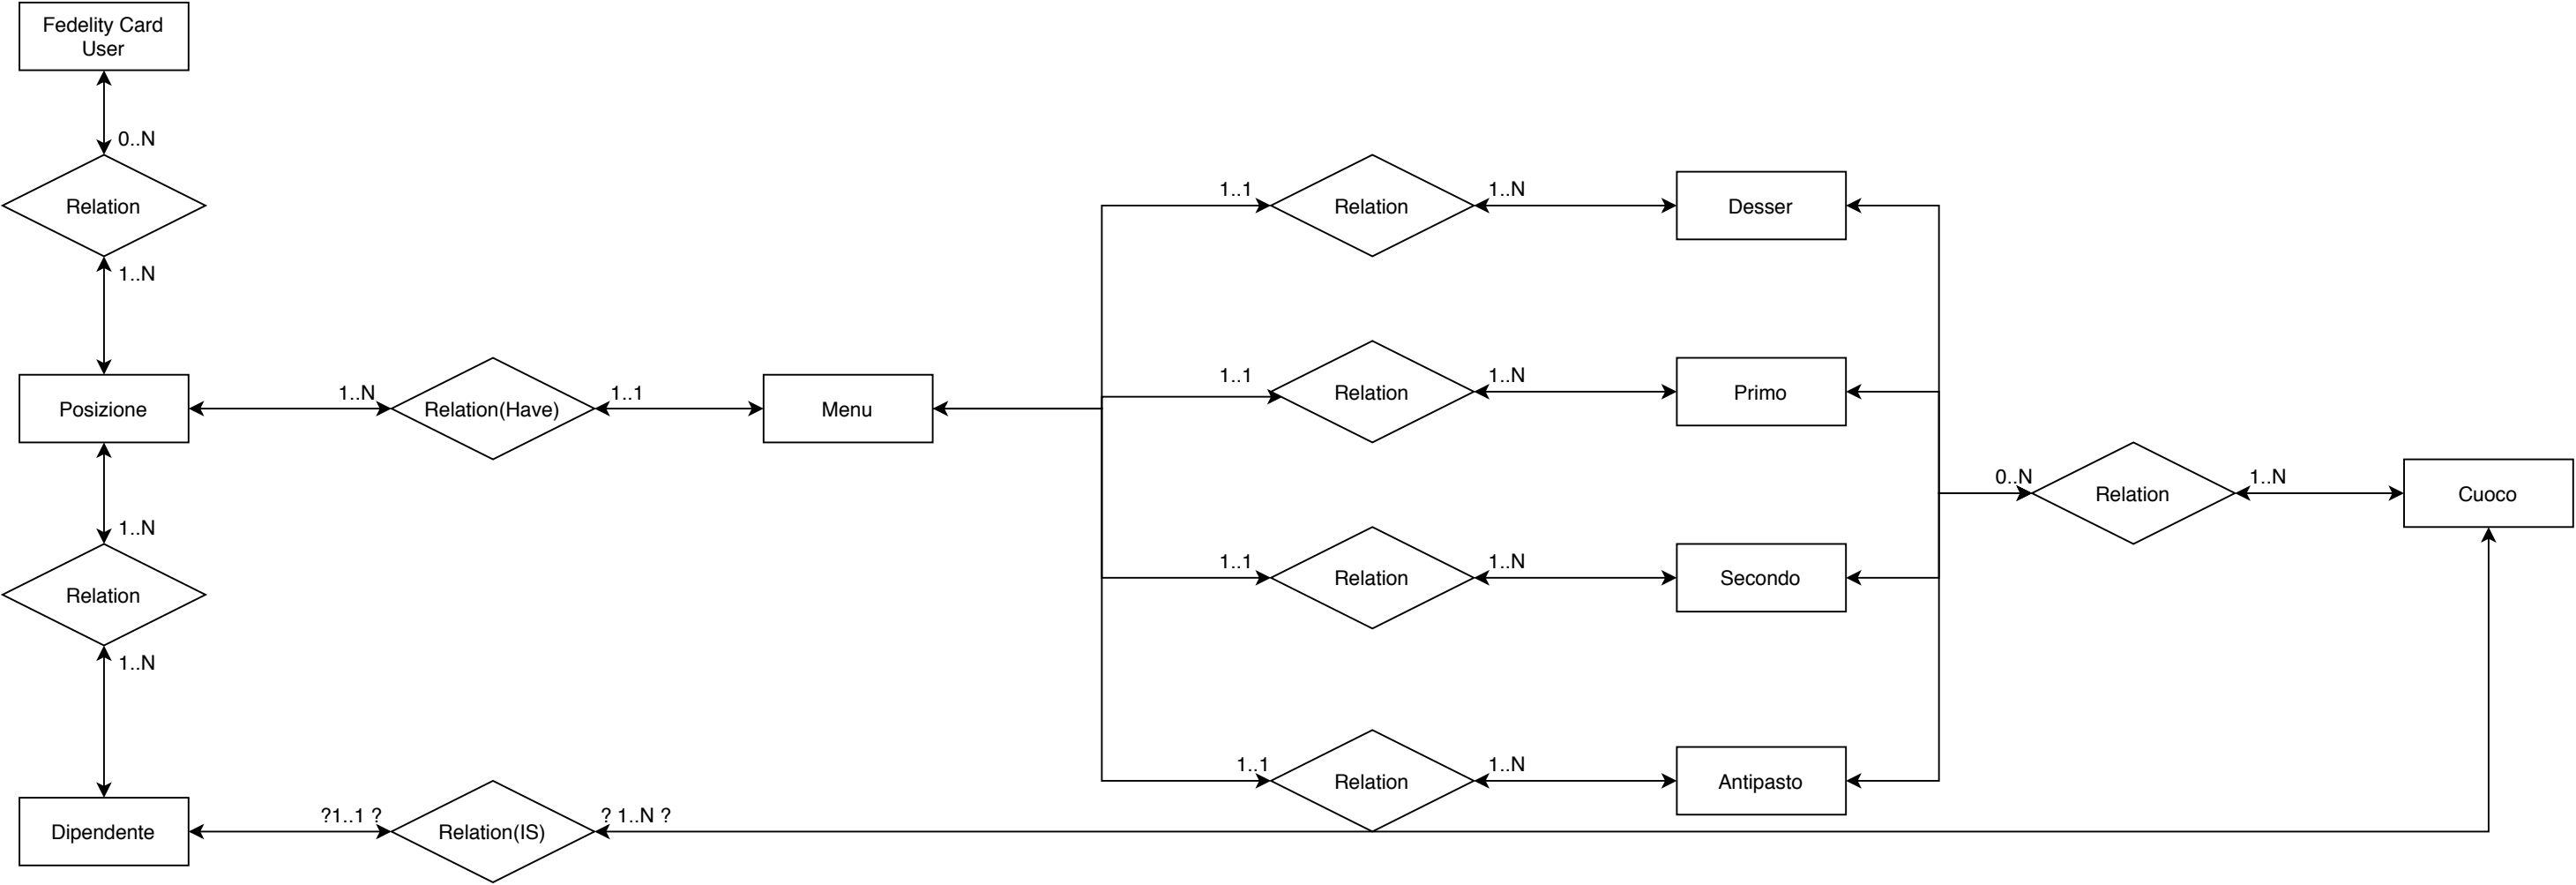 Fedelity Card
User
0..N
Relation
1..N
1..1
Relation
1..N
Desser
Posizione
1..N
Relation(Have)
1..1
Menu
1..1
Relation
1..N
Primo
0..N
Relation
1..N
Cuoco
1..N
Relation
1..N
1..1
Relation
1..N
Secondo
1..1
Relation
1..N
Antipasto
Dipendente
?1..1 ?
Relation(IS)
? 1..N ?